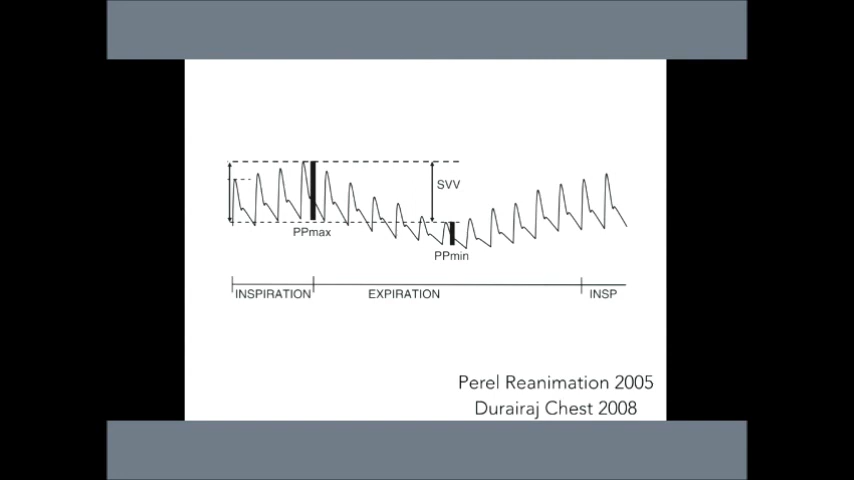 SVV
PPmax
PPmin
INSPIRATION
EXPIRATION
INSP
Perel Reanimation 2005
Durairaj Chest 2008